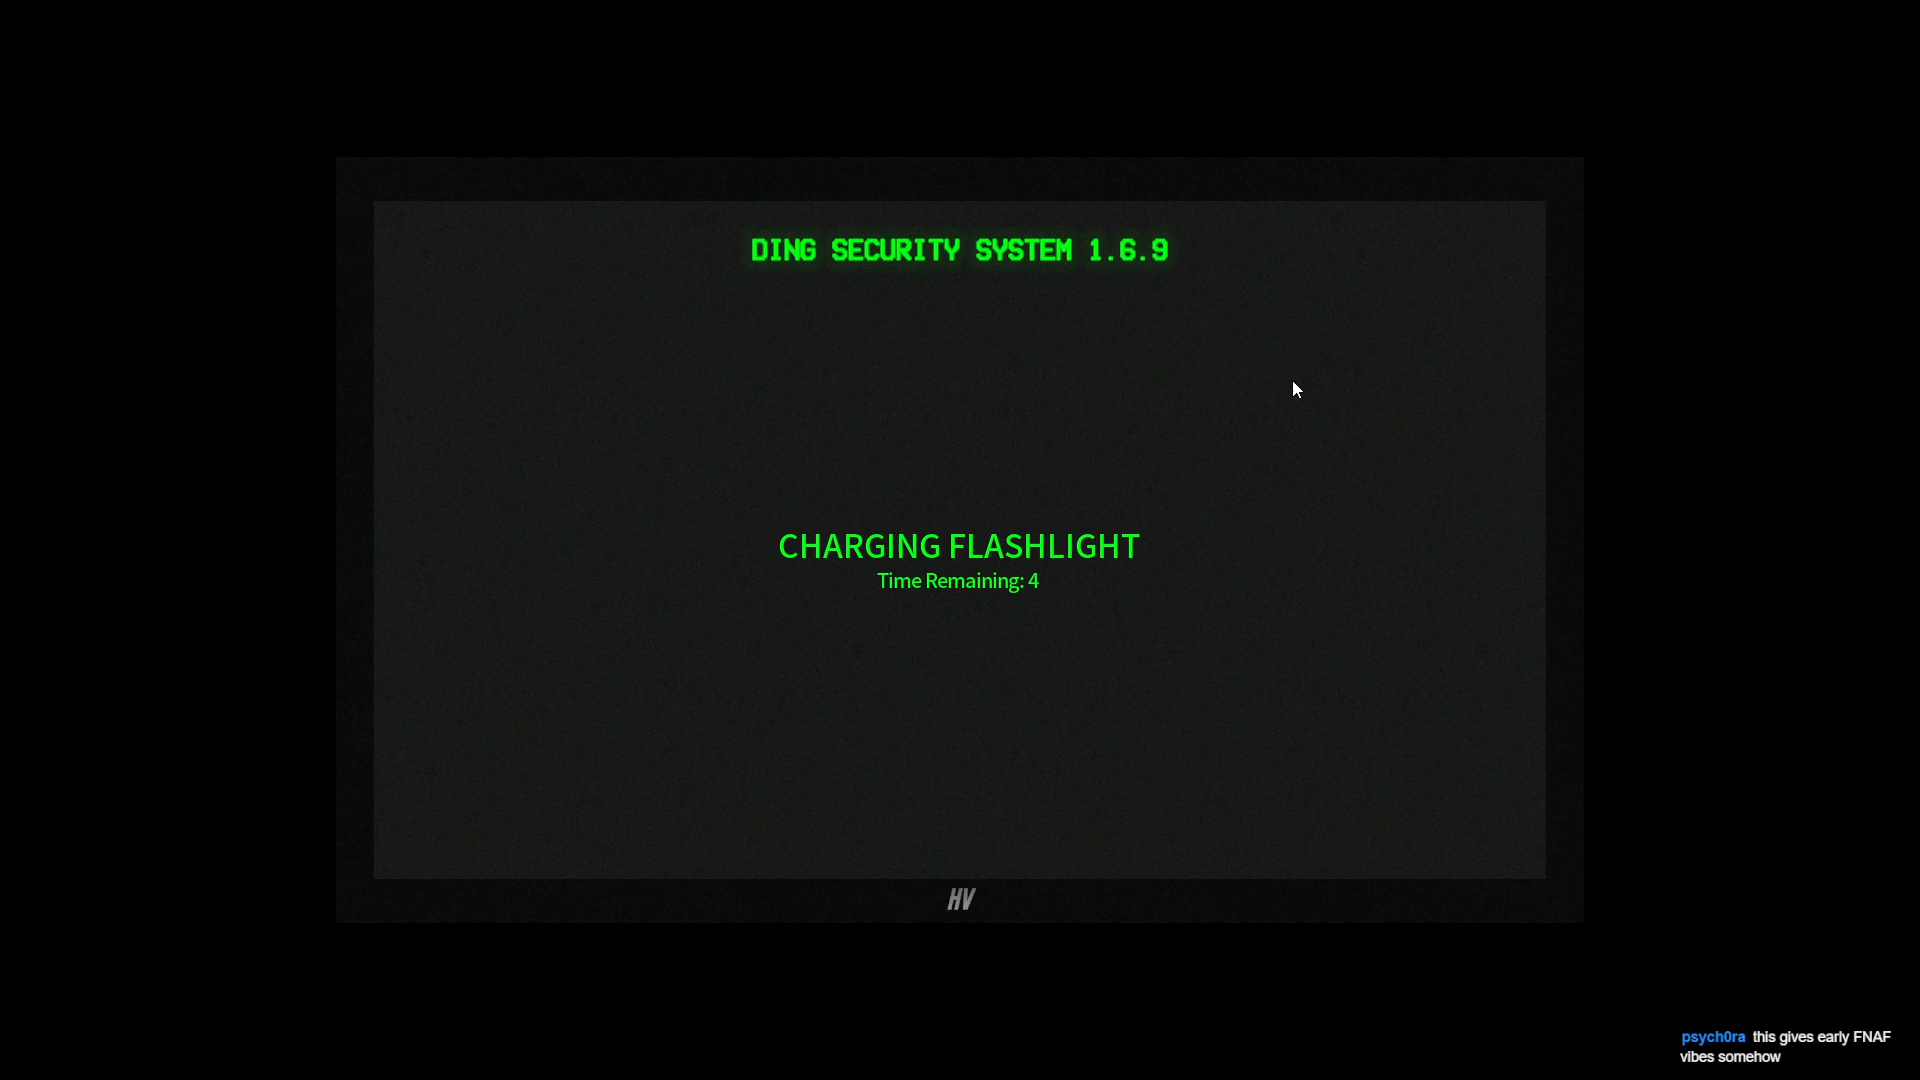 DING SECURITY SYSTEM 1.6.9
CHARGING FLASHLIGHT
Time Remaining: 4
HV
psych0ra this gives early FNAF
vibes somehow